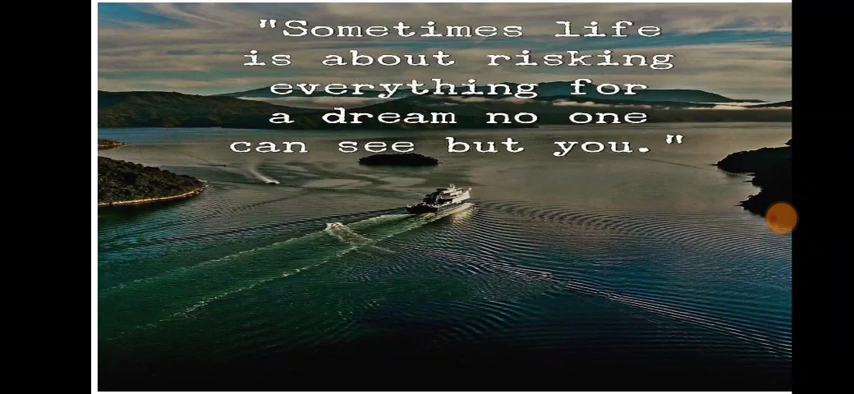 "Sometimes life
is about risking
everything for
a dream no one
can see but you."